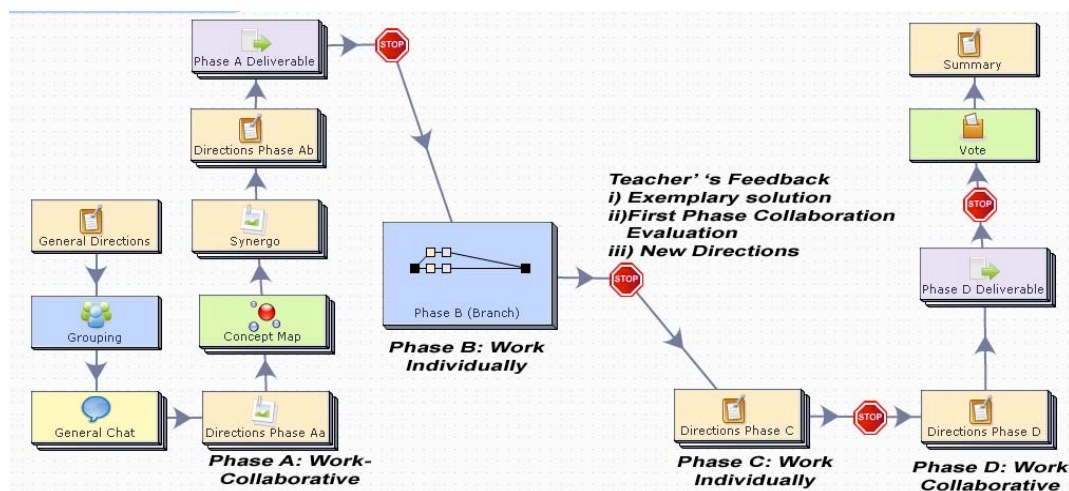 General Directions
Grouping
General Chat
Directions Phase Aa
Phase A: Work-
Collaborative
Concept Map
Synergo
Directions Phase Ab
Phase A Deliverable
STOP
Phase B (Branch)
Phase B: Work
Individually
Teacher' 's Feedback
i) Exemplary solution
ii)First Phase Collaboration
Evaluation
iii) New Directions
STOP
Directions Phase C
Phase C: Work
Individually
STOP
Directions Phase D
Phase D: Work
Collaborative
Phase D Deliverable
STOP
Vote
Summary